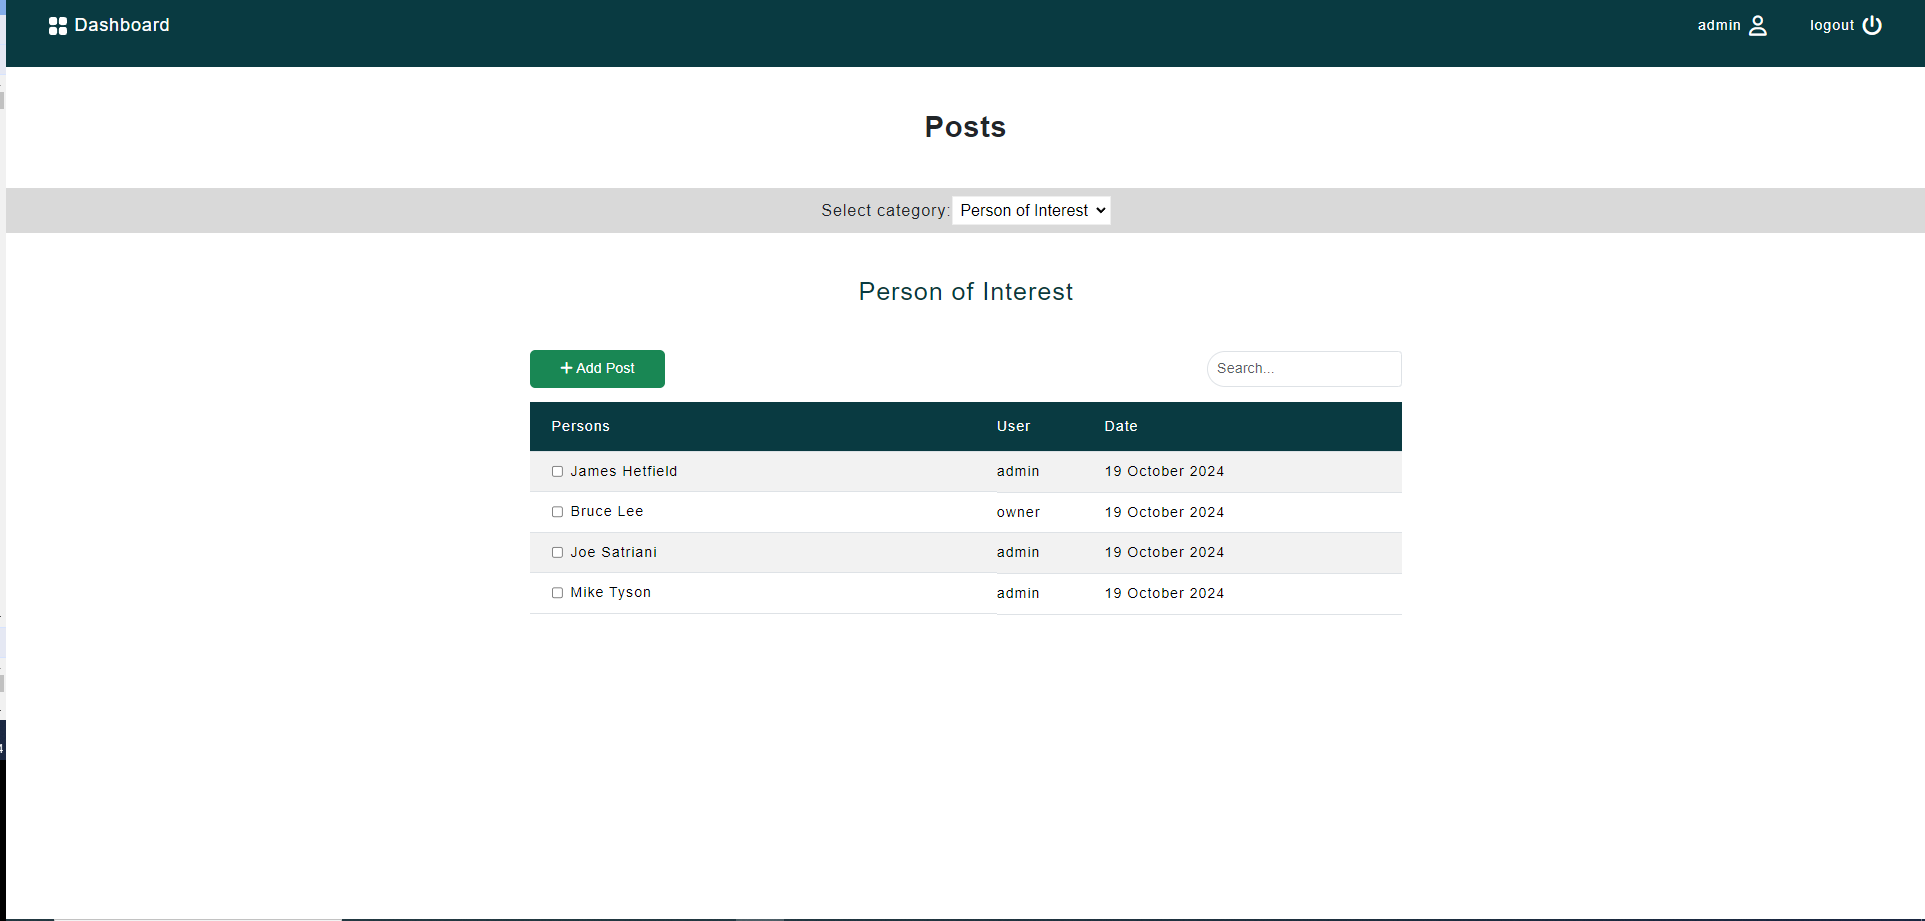 Dashboard
admin
logout
Posts
Select category: Person of Interest
Person of Interest
+ Add Post
Search...
Persons User Date
James Hetfield admin 19 October 2024
Bruce Lee owner 19 October 2024
Joe Satriani admin 19 October 2024
Mike Tyson admin 19 October 2024